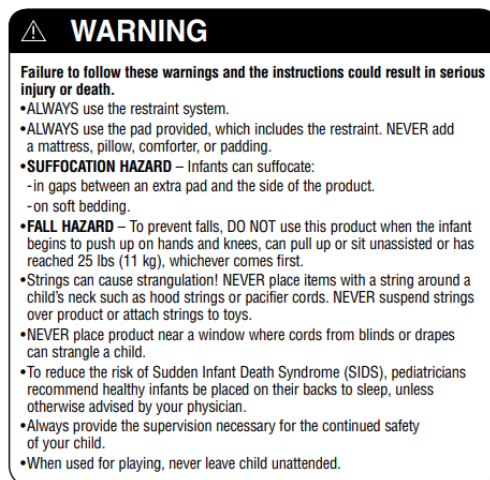 ⚠ WARNING
Failure to follow these warnings and the instructions could result in serious
injury or death.
•ALWAYS use the restraint system.
•ALWAYS use the pad provided, which includes the restraint. NEVER add
a mattress, pillow, comforter, or padding.
•SUFFOCATION HAZARD – Infants can suffocate:
-in gaps between an extra pad and the side of the product.
-on soft bedding.
•FALL HAZARD – To prevent falls, DO NOT use this product when the infant
begins to push up on hands and knees, can pull up or sit unassisted or has
reached 25 lbs (11 kg), whichever comes first.
•Strings can cause strangulation! NEVER place items with a string around a
child’s neck such as hood strings or pacifier cords. NEVER suspend strings
over product or attach strings to toys.
•NEVER place product near a window where cords from blinds or drapes
can strangle a child.
•To reduce the risk of Sudden Infant Death Syndrome (SIDS), pediatricians
recommend healthy infants be placed on their backs to sleep, unless
otherwise advised by your physician.
•Always provide the supervision necessary for the continued safety
of your child.
•When used for playing, never leave child unattended.